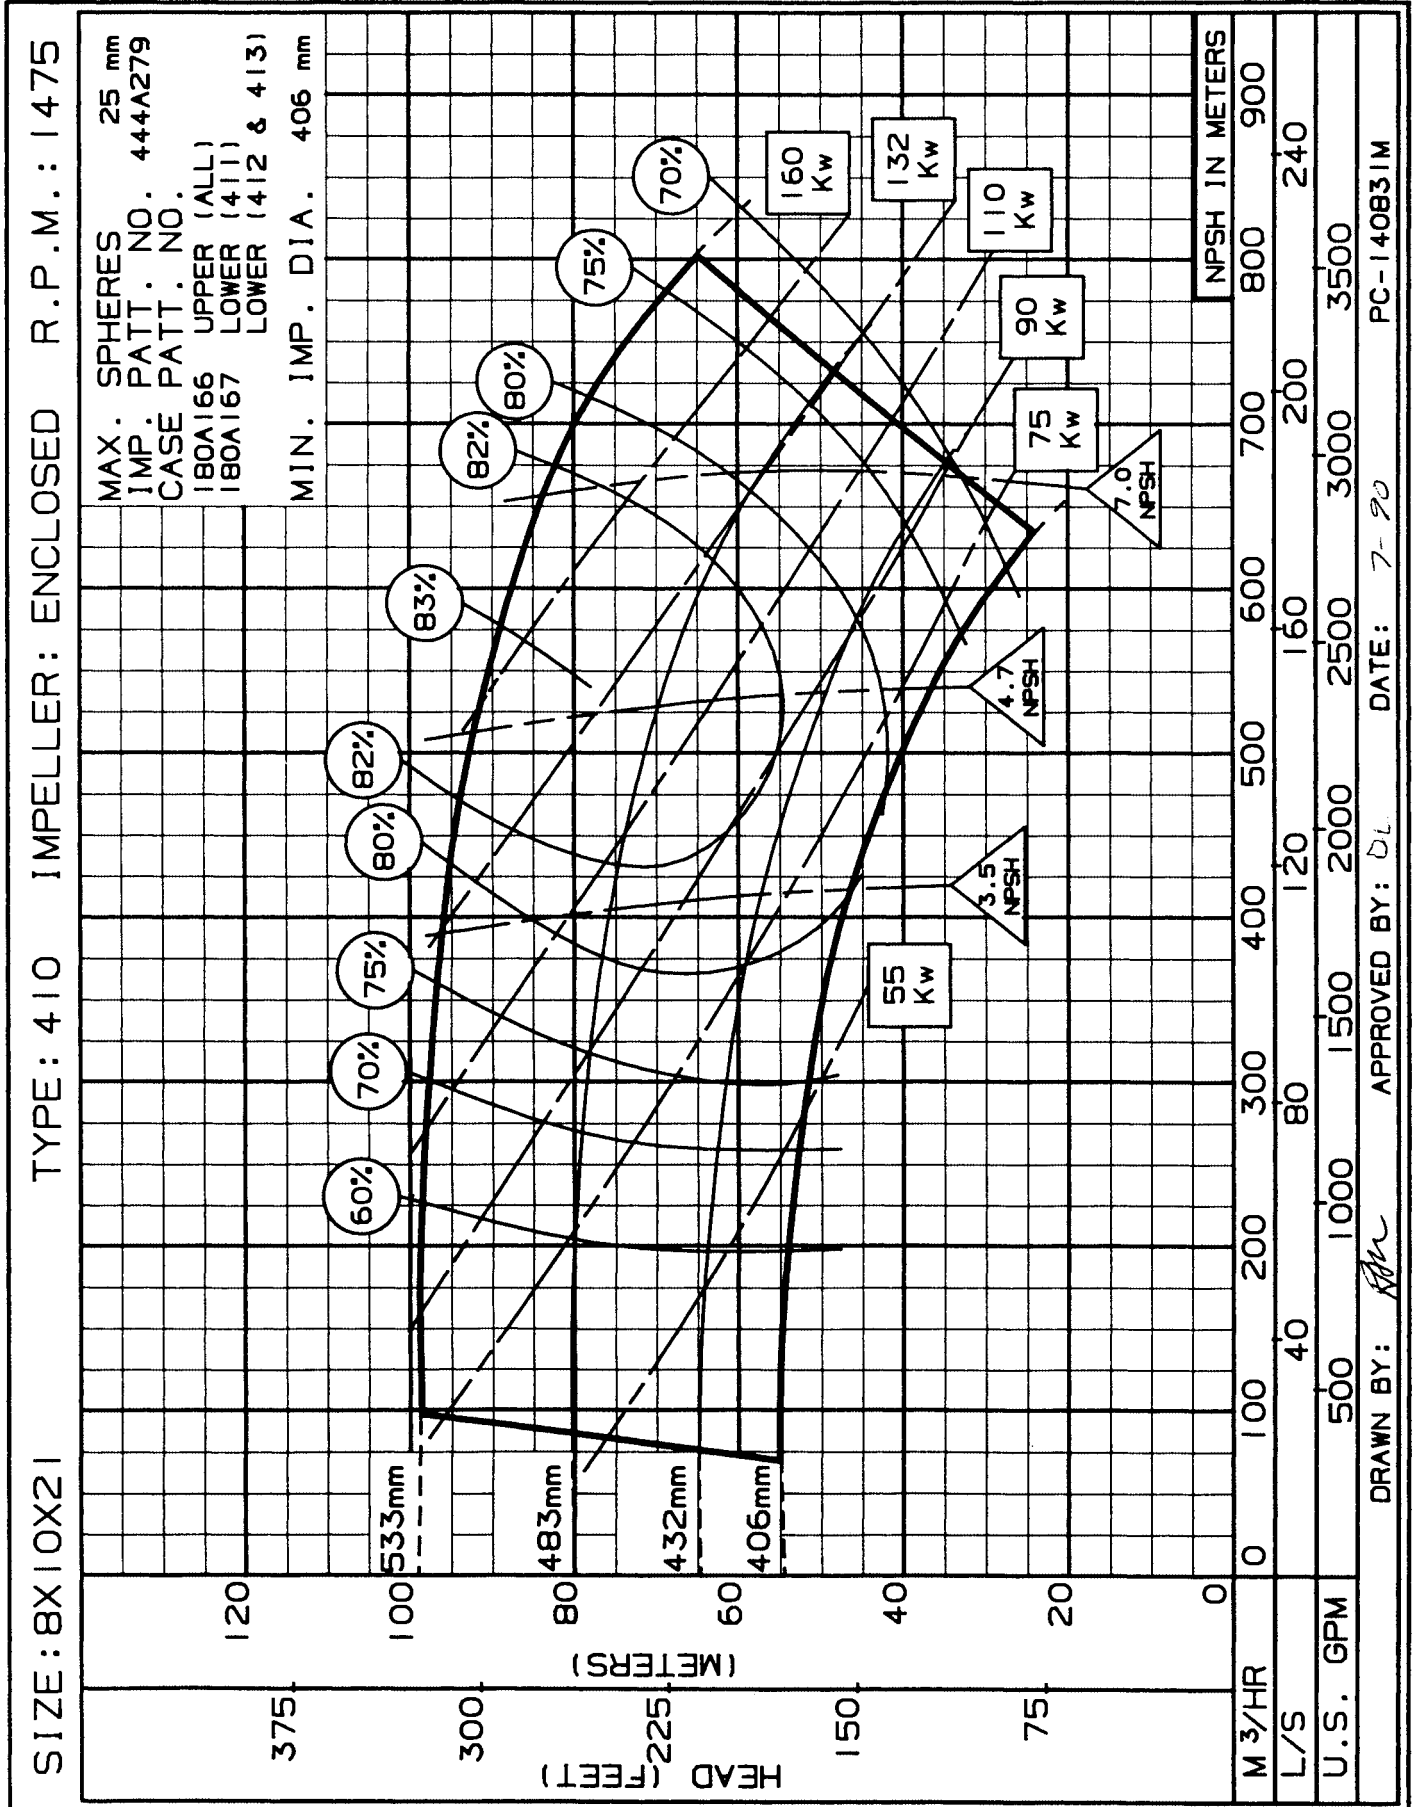 SIZE: 8X10X21 TYPE: 410 IMPELLER: ENCLOSED R.P.M.: 1475
MAX. SPHERES 25 mm
IMP. PATT. NO. 444A279
CASE PATT. NO.
180A166 UPPER (ALL)
180A167 LOWER (411)
LOWER (412 & 413)
MIN. IMP. DIA. 406 mm
HEAD (FEET)
375
300
225
150
75
(METERS)
120
100
80
60
40
20
0
533mm
483mm
432mm
406mm
60%
70%
75%
80%
82%
83%
82%
80%
75%
70%
160 Kw
132 Kw
110 Kw
90 Kw
75 Kw
55 Kw
3.5 NPSH
4.7 NPSH
7.0 NPSH
NPSH IN METERS
M³/HR 0 100 200 300 400 500 600 700 800 900
L/S 40 80 120 160 200 240
U.S. GPM 500 1000 1500 2000 2500 3000 3500
DRAWN BY: APPROVED BY: DL DATE: 7-90 PC-140831M